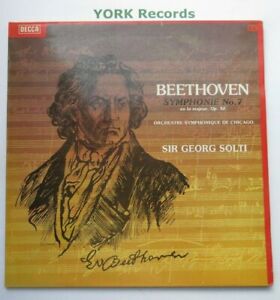 YORK Records
DECCA
BEETHOVEN
SYMPHONIE No. 7
en la majeur, Op. 92
ORCHESTRE SYMPHONIQUE DE CHICAGO
SIR GEORG SOLTI